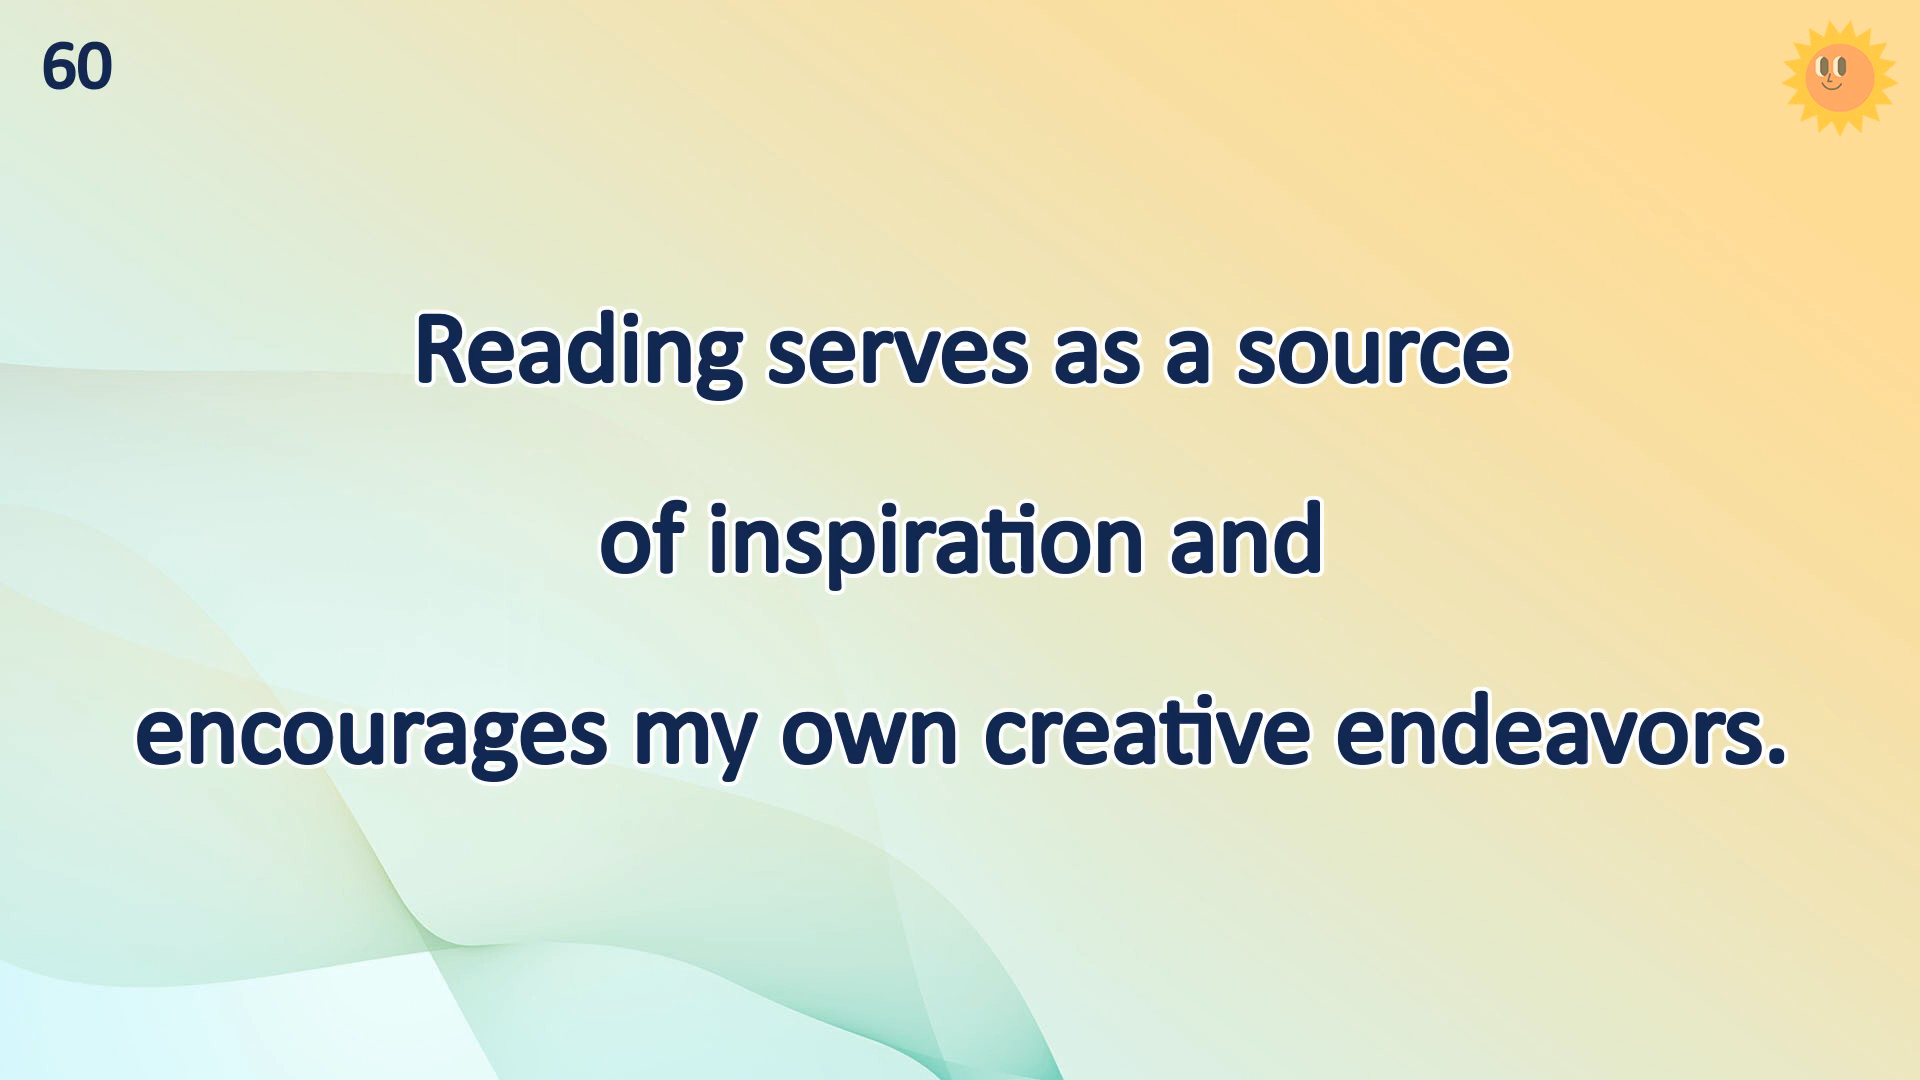 60
Reading serves as a source
of inspiration and
encourages my own creative endeavors.